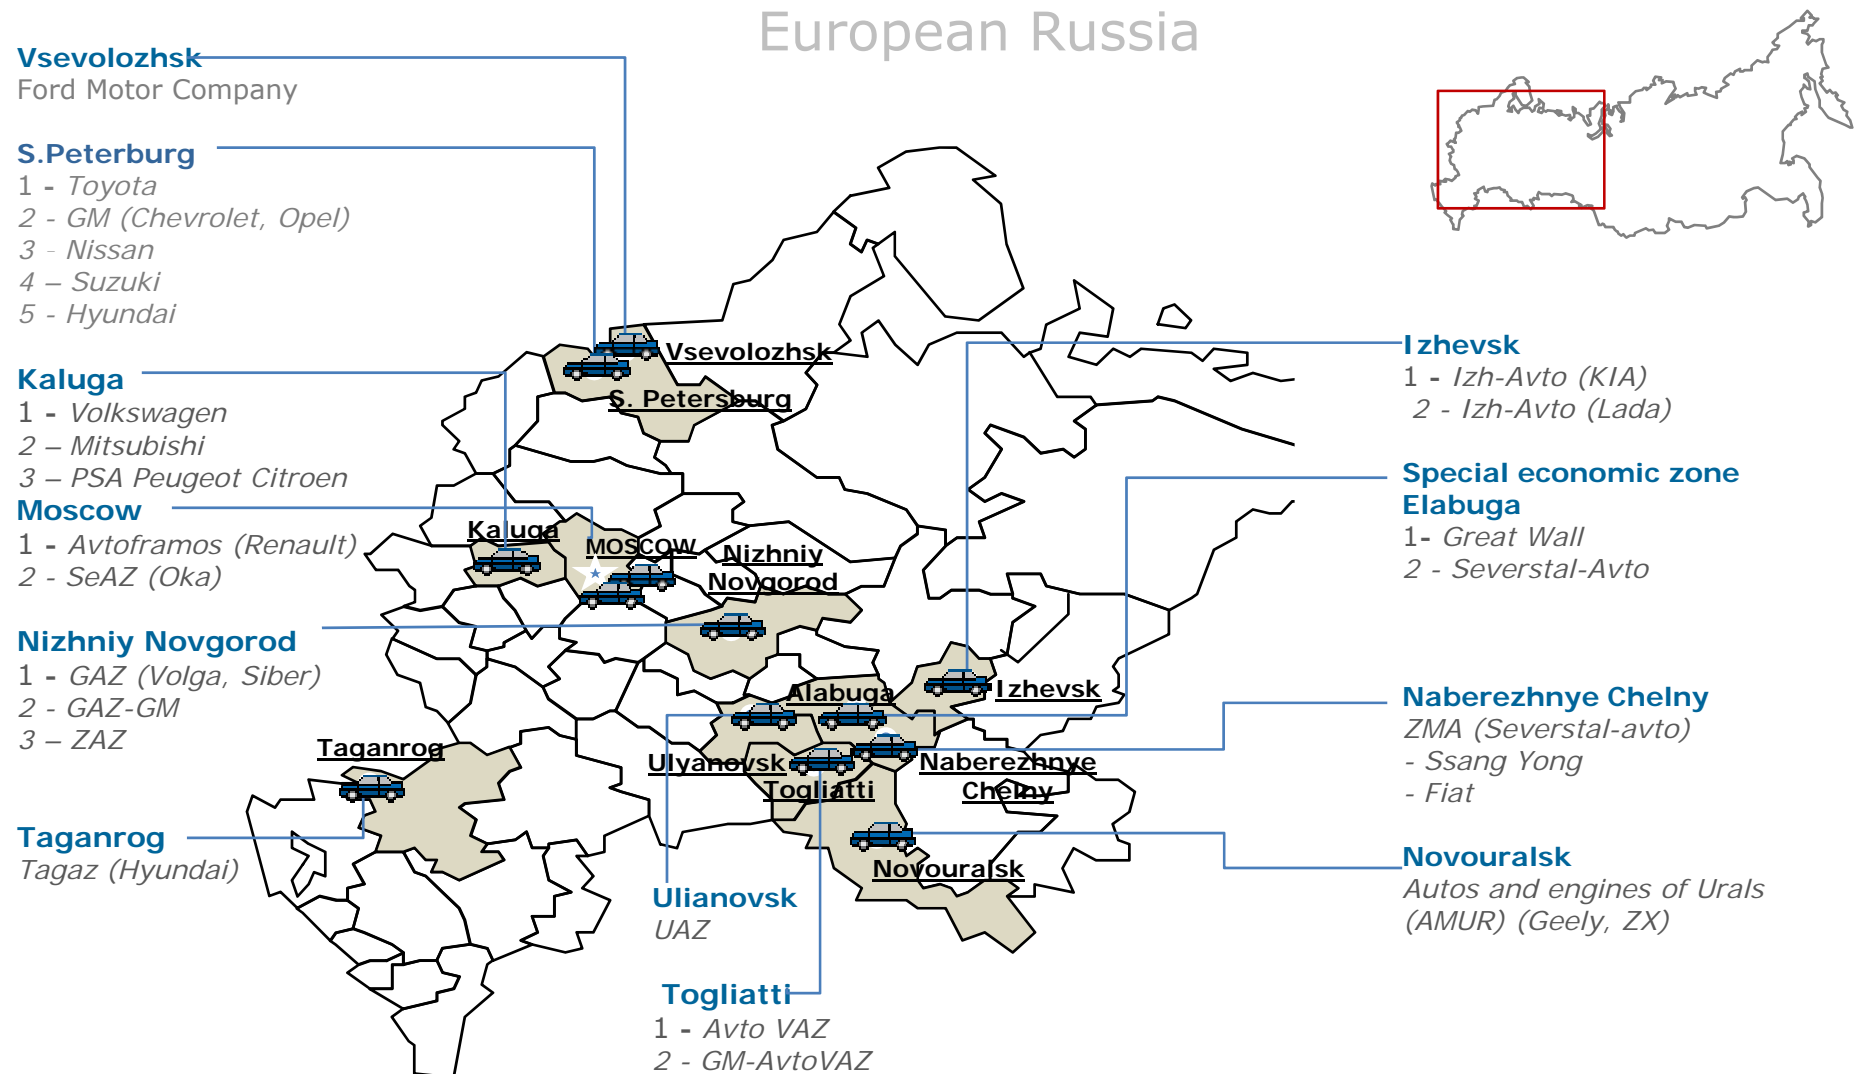 European Russia
Vsevolozhsk
Ford Motor Company
S.Peterburg
1 - Toyota
2 - GM (Chevrolet, Opel)
3 - Nissan
4 – Suzuki
5 - Hyundai
Kaluga
1 - Volkswagen
2 – Mitsubishi
3 – PSA Peugeot Citroen
Moscow
1 - Avtoframos (Renault)
2 - SeAZ (Oka)
Nizhniy Novgorod
1 - GAZ (Volga, Siber)
2 - GAZ-GM
3 – ZAZ
Taganrog
Tagaz (Hyundai)
Vsevolozhsk
S. Petersburg
Kaluga
MOSCOW
Nizhniy
Novgorod
Izhevsk
Alabuga
Taganrog
Ulyanovsk
Togliatti
Naberezhnye
Chelny
Novouralsk
Ulianovsk
UAZ
Togliatti
1 - Avto VAZ
2 - GM-AvtoVAZ
Izhevsk
1 - Izh-Avto (KIA)
2 - Izh-Avto (Lada)
Special economic zone
Elabuga
1- Great Wall
2 - Severstal-Avto
Naberezhnye Chelny
ZMA (Severstal-avto)
- Ssang Yong
- Fiat
Novouralsk
Autos and engines of Urals
(AMUR) (Geely, ZX)